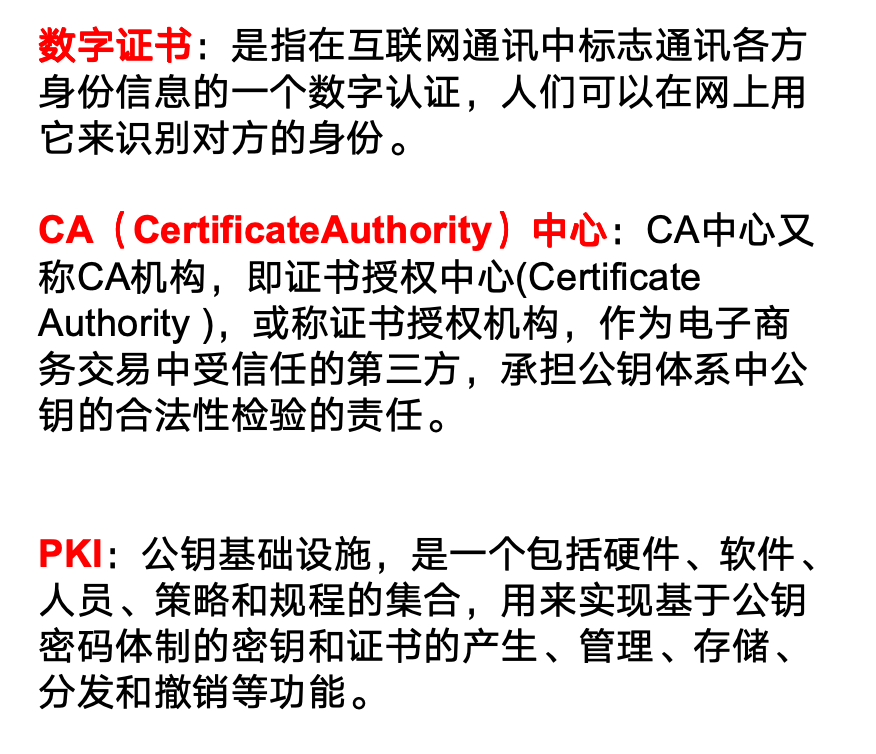 数字证书：是指在互联网通讯中标志通讯各方
身份信息的一个数字认证，人们可以在网上用
它来识别对方的身份。
CA（CertificateAuthority）中心：CA中心又
称CA机构，即证书授权中心(Certificate
Authority )，或称证书授权机构，作为电子商
务交易中受信任的第三方，承担公钥体系中公
钥的合法性检验的责任。
PKI：公钥基础设施，是一个包括硬件、软件、
人员、策略和规程的集合，用来实现基于公钥
密码体制的密钥和证书的产生、管理、存储、
分发和撤销等功能。